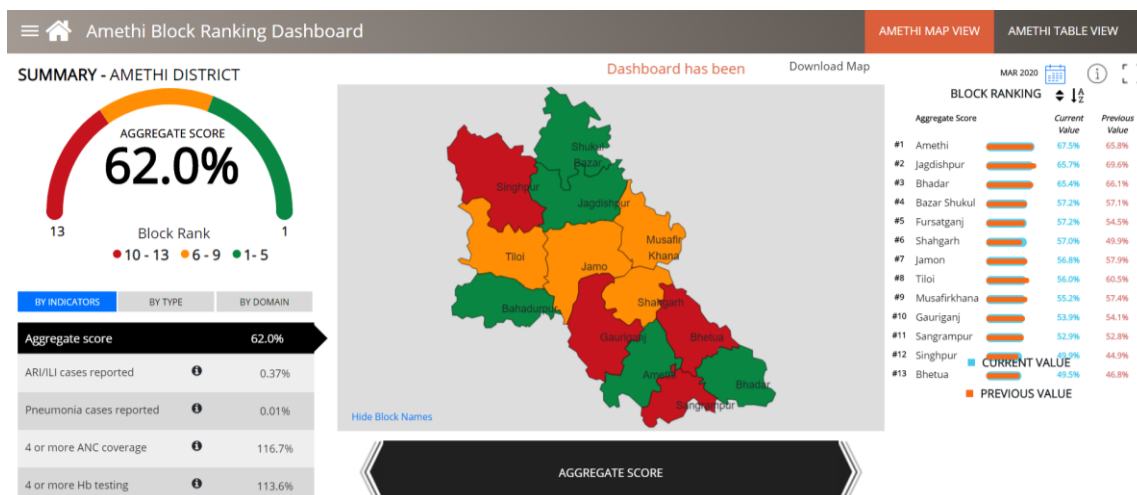 Amethi Block Ranking Dashboard
AMETHI MAP VIEW
AMETHI TABLE VIEW
SUMMARY - AMETHI DISTRICT
AGGREGATE SCORE
62.0%
13
1
Block Rank
10 - 13
6 - 9
1- 5
BY INDICATORS
BY TYPE
BY DOMAIN
Aggregate score 62.0%
ARI/ILI cases reported 0.37%
Pneumonia cases reported 0.01%
4 or more ANC coverage 116.7%
4 or more Hb testing 113.6%
Dashboard has been
Download Map
Shukul
Bazar
Singhpur
Jagdishpur
Musafir
Khana
Tiloi
Jamo
Bahadurpur
Shahgarh
Gauriganj
Bhetua
Amethi
Bhadar
Sangrampur
Hide Block Names
AGGREGATE SCORE
MAR 2020
BLOCK RANKING
Aggregate Score Current Value Previous Value
#1 Amethi 67.5% 65.8%
#2 Jagdishpur 65.7% 69.6%
#3 Bhadar 65.4% 66.1%
#4 Bazar Shukul 57.2% 57.1%
#5 Fursatganj 57.2% 54.5%
#6 Shahgarh 57.0% 49.9%
#7 Jamon 56.8% 57.9%
#8 Tiloi 56.0% 60.5%
#9 Musafirkhana 55.2% 57.4%
#10 Gauriganj 53.9% 54.1%
#11 Sangrampur 52.9% 52.8%
#12 Singhpur 49.9% 44.9%
CURRENT VALUE
#13 Bhetua 49.5% 46.8%
PREVIOUS VALUE